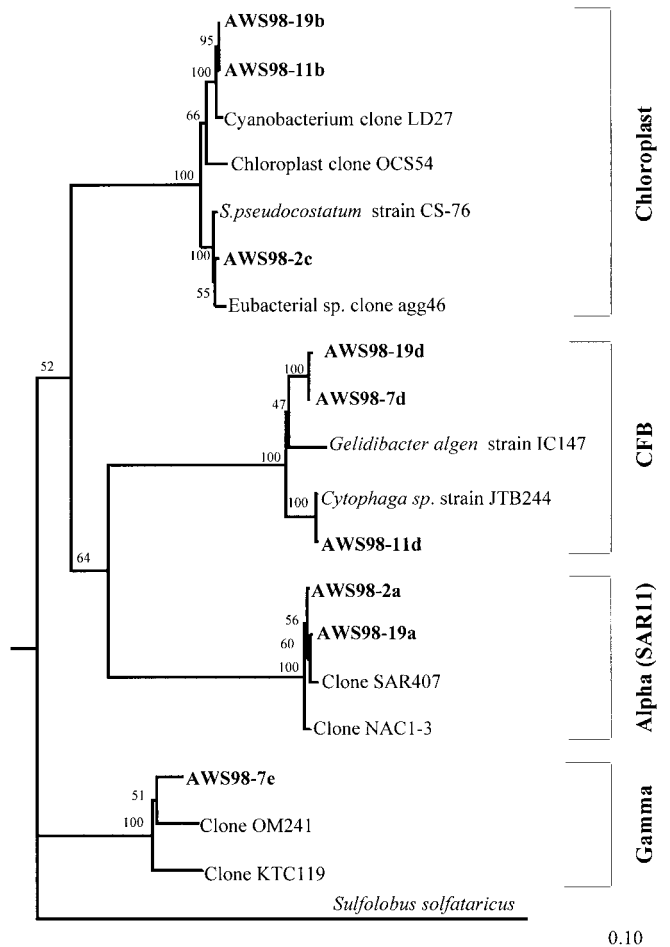 AWS98-19b
95
AWS98-11b
100
Cyanobacterium clone LD27
66
Chloroplast clone OCS54
100
S.pseudocostatum strain CS-76
AWS98-2c
100
55
Eubacterial sp. clone agg46
Chloroplast
52
AWS98-19d
100
AWS98-7d
47
Gelidibacter algen strain IC147
100
Cytophaga sp. strain JTB244
100
AWS98-11d
CFB
64
AWS98-2a
56
AWS98-19a
60
100
Clone SAR407
Clone NAC1-3
Alpha (SAR11)
AWS98-7e
51
Clone OM241
100
Clone KTC119
Gamma
Sulfolobus solfataricus
0.10